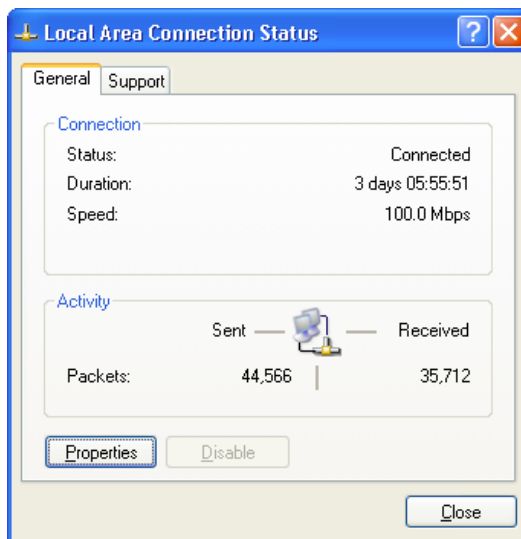 Local Area Connection Status
General Support
Connection
Status: Connected
Duration: 3 days 05:55:51
Speed: 100.0 Mbps
Activity
Sent Received
Packets: 44,566 35,712
Properties Disable
Close